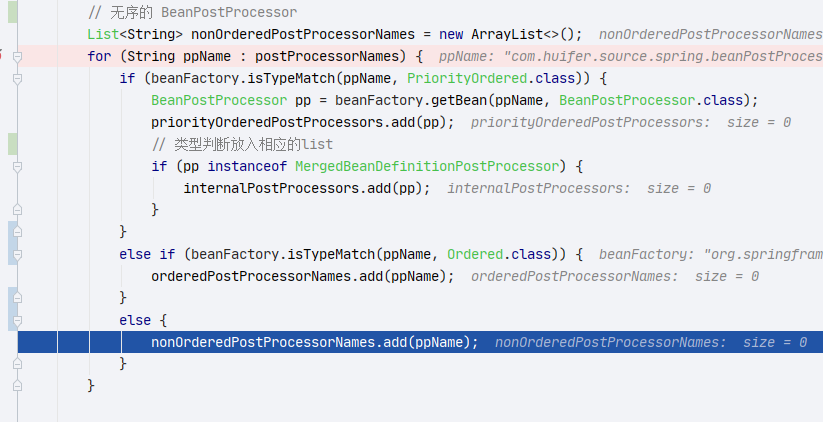 // 无序的 BeanPostProcessor
List<String> nonOrderedPostProcessorNames = new ArrayList<>(); nonOrderedPostProcessorNames
for (String ppName : postProcessorNames) { ppName: "com.huifer.source.spring.beanPostProces
if (beanFactory.isTypeMatch(ppName, PriorityOrdered.class)) {
BeanPostProcessor pp = beanFactory.getBean(ppName, BeanPostProcessor.class);
priorityOrderedPostProcessors.add(pp); priorityOrderedPostProcessors: size = 0
// 类型判断放入相应的list
if (pp instanceof MergedBeanDefinitionPostProcessor) {
internalPostProcessors.add(pp); internalPostProcessors: size = 0
}
}
else if (beanFactory.isTypeMatch(ppName, Ordered.class)) { beanFactory: "org.springfram
orderedPostProcessorNames.add(ppName); orderedPostProcessorNames: size = 0
}
else {
nonOrderedPostProcessorNames.add(ppName); nonOrderedPostProcessorNames: size = 0
}
}